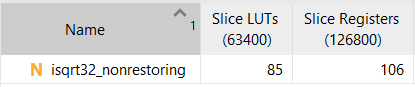 Name 1 Slice LUTs Slice Registers
(63400) (126800)
N isqrt32_nonrestoring 85 106